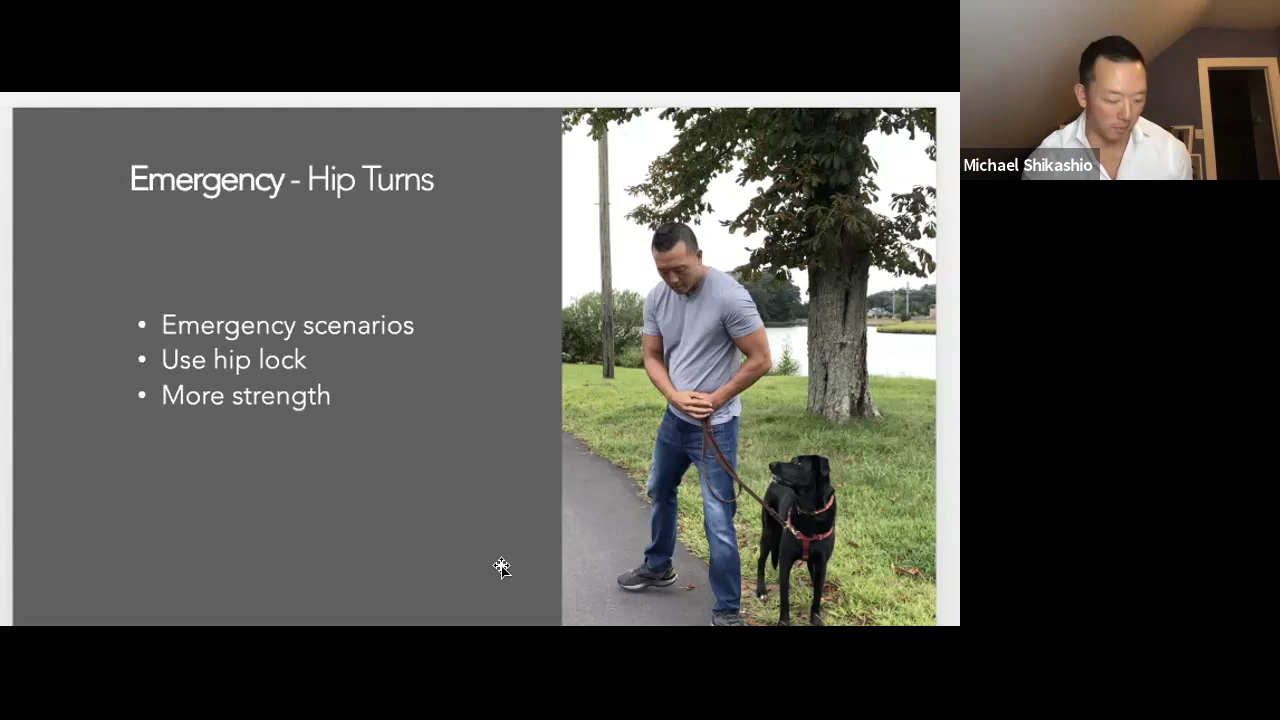 Emergency - Hip Turns
• Emergency scenarios
• Use hip lock
• More strength
Michael Shikashio